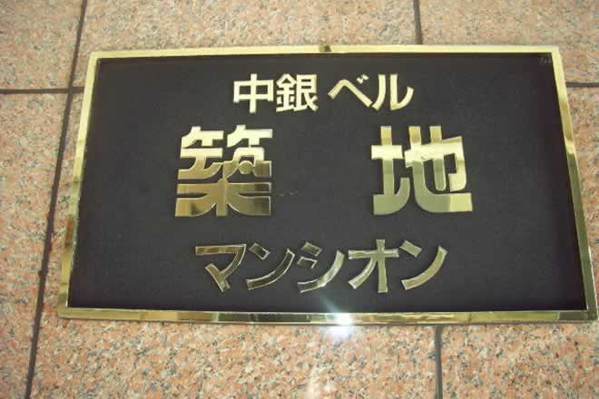 中銀 ベル
築地
マンシオン